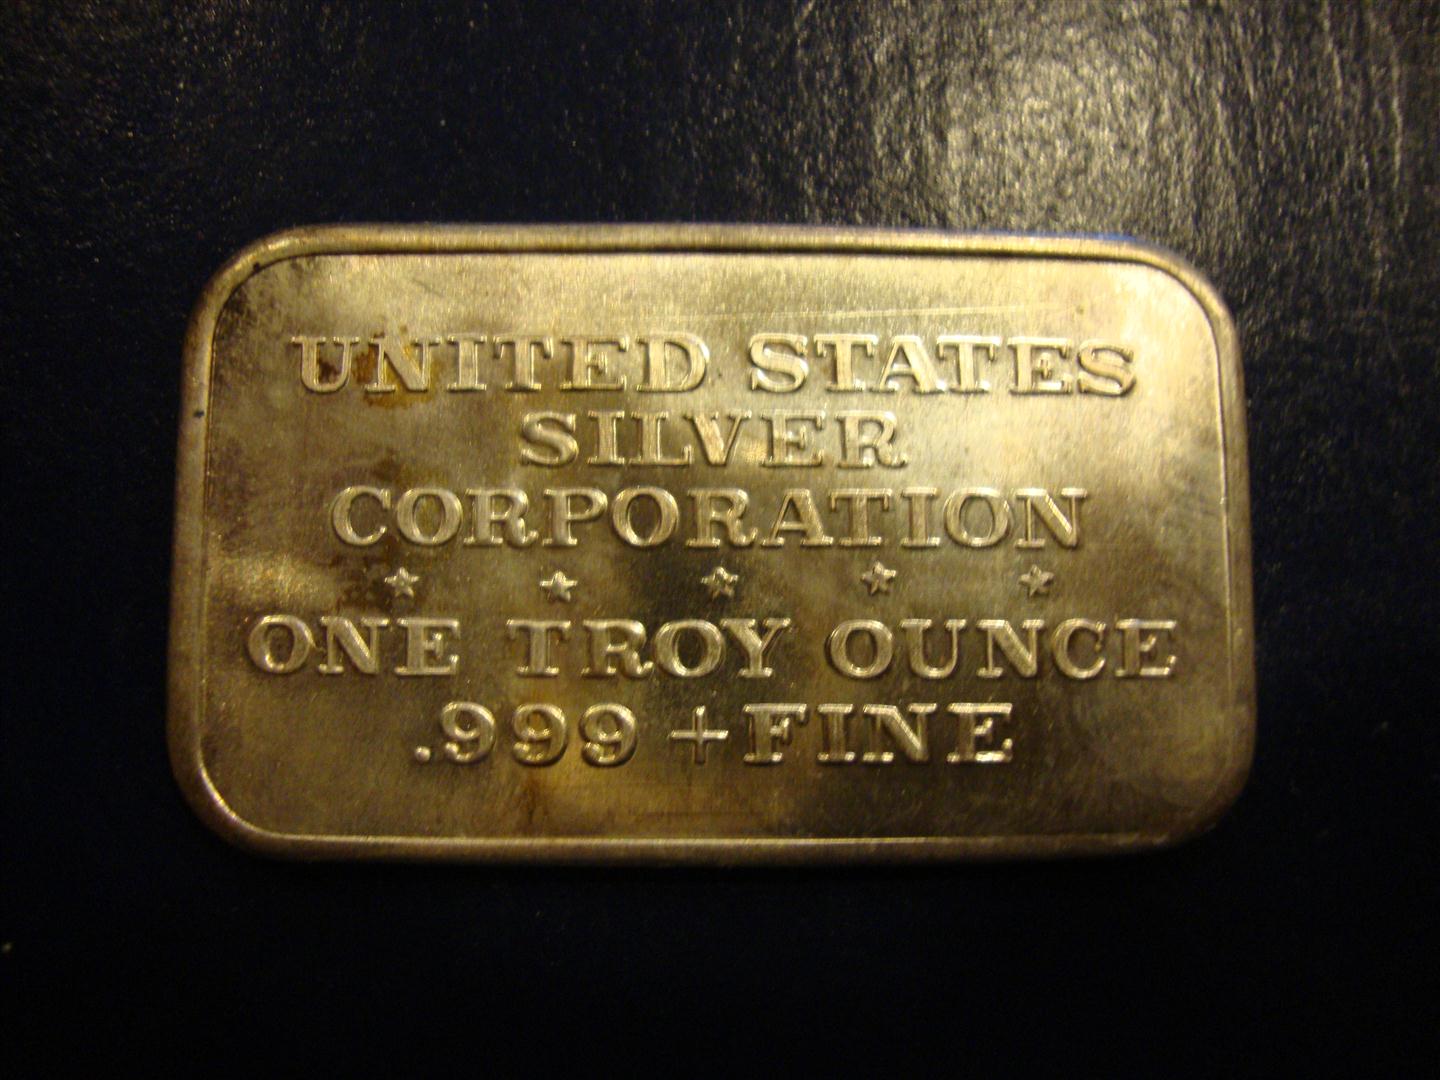 UNITED STATES
SILVER
CORPORATION
ONE TROY OUNCE
.999 + FINE